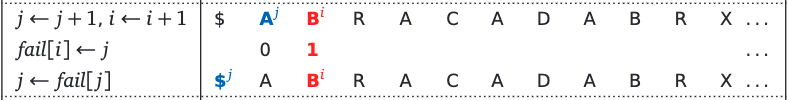 j ← j + 1, i ← i + 1 $ A^j B^i R A C A D A B R X ...
fail[i] ← j 0 1 ...
j ← fail[j] $^j A B^i R A C A D A B R X ...